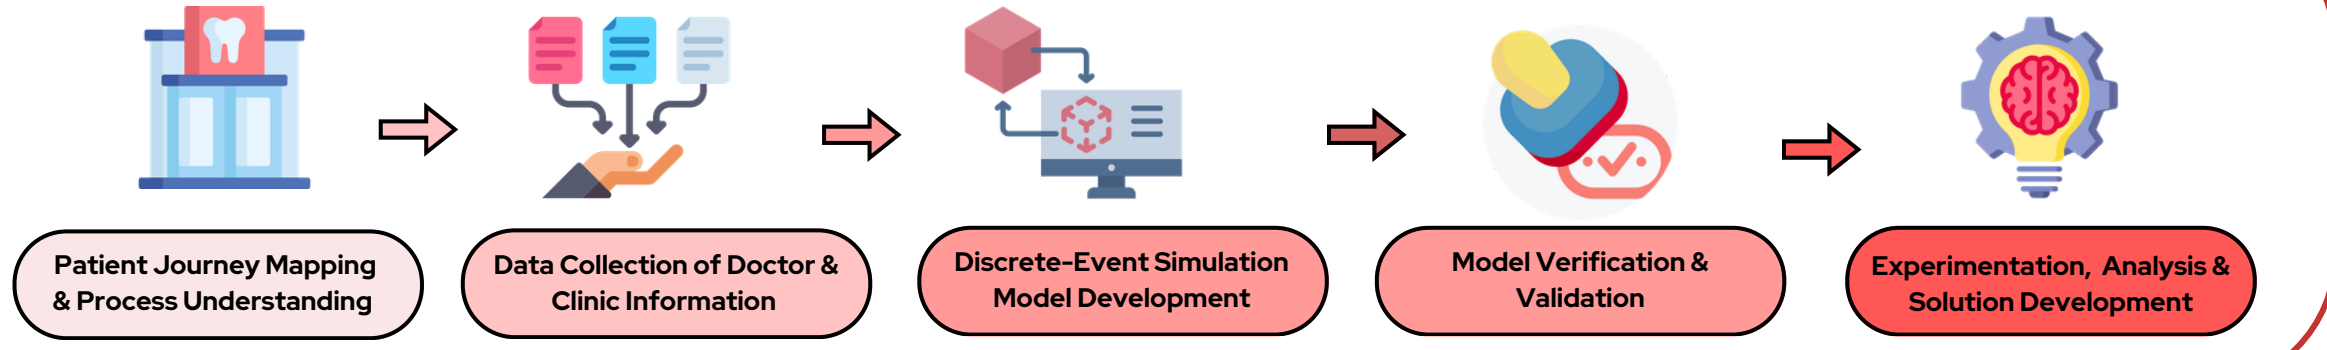 Patient Journey Mapping
& Process Understanding
Data Collection of Doctor &
Clinic Information
Discrete-Event Simulation
Model Development
Model Verification &
Validation
Experimentation, Analysis &
Solution Development